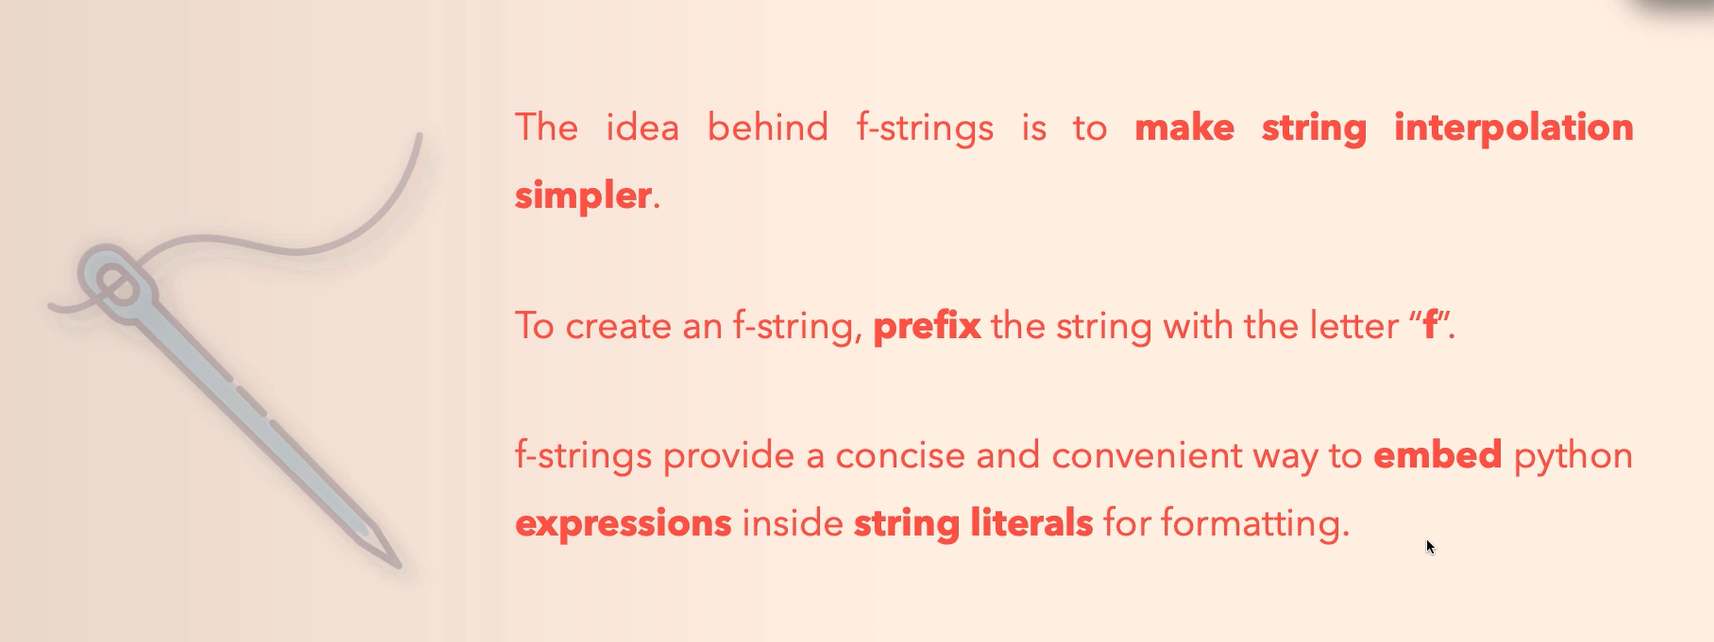 The idea behind f-strings is to make string interpolation
simpler.
To create an f-string, prefix the string with the letter “f”.
f-strings provide a concise and convenient way to embed python
expressions inside string literals for formatting.